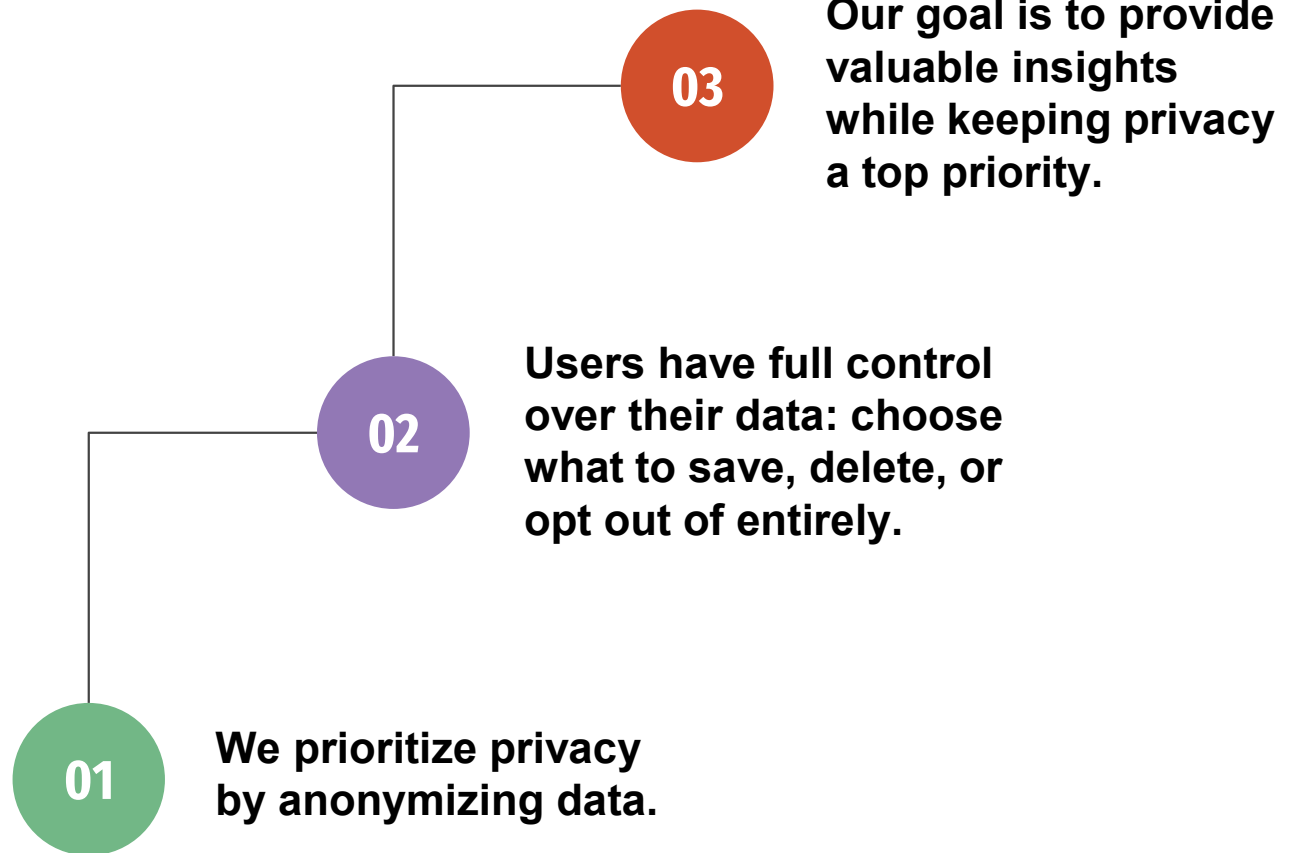 03
Our goal is to provide
valuable insights
while keeping privacy
a top priority.
02
Users have full control
over their data: choose
what to save, delete, or
opt out of entirely.
01
We prioritize privacy
by anonymizing data.